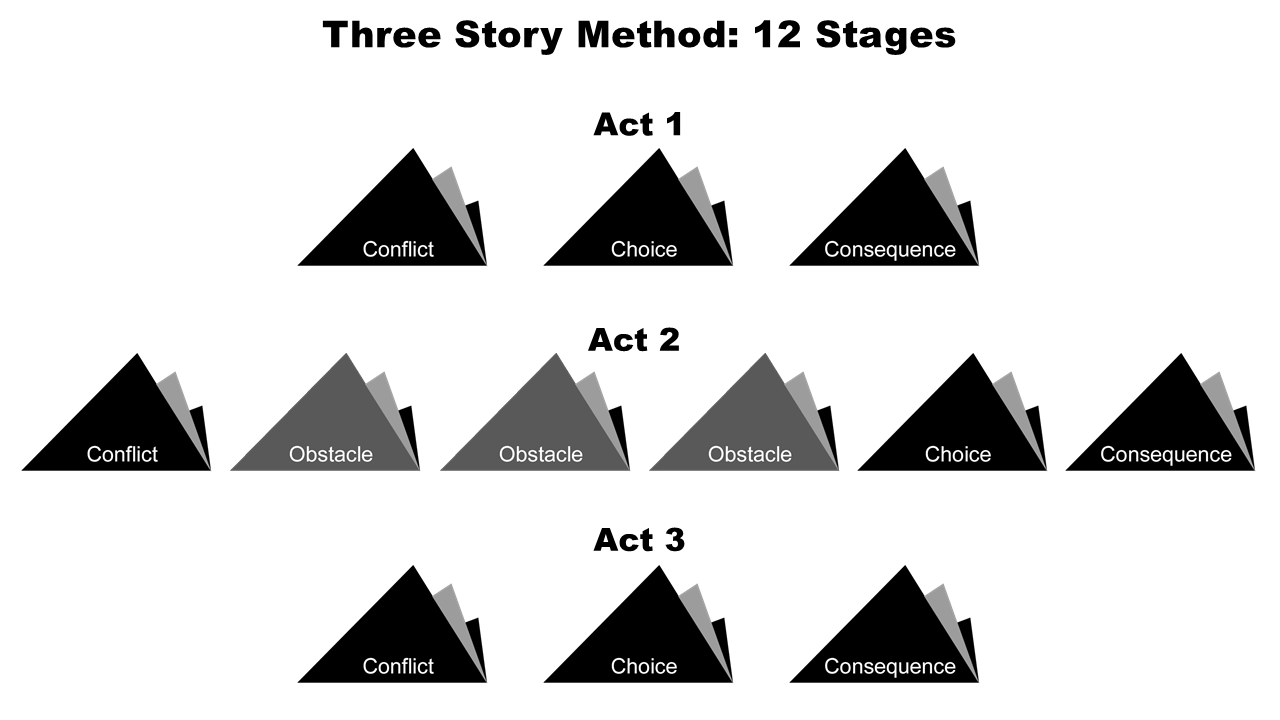 Three Story Method: 12 Stages
Act 1
Conflict Choice Consequence
Act 2
Conflict Obstacle Obstacle Obstacle Choice Consequence
Act 3
Conflict Choice Consequence